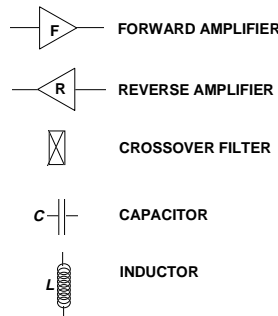 F FORWARD AMPLIFIER
R REVERSE AMPLIFIER
CROSSOVER FILTER
C CAPACITOR
L INDUCTOR